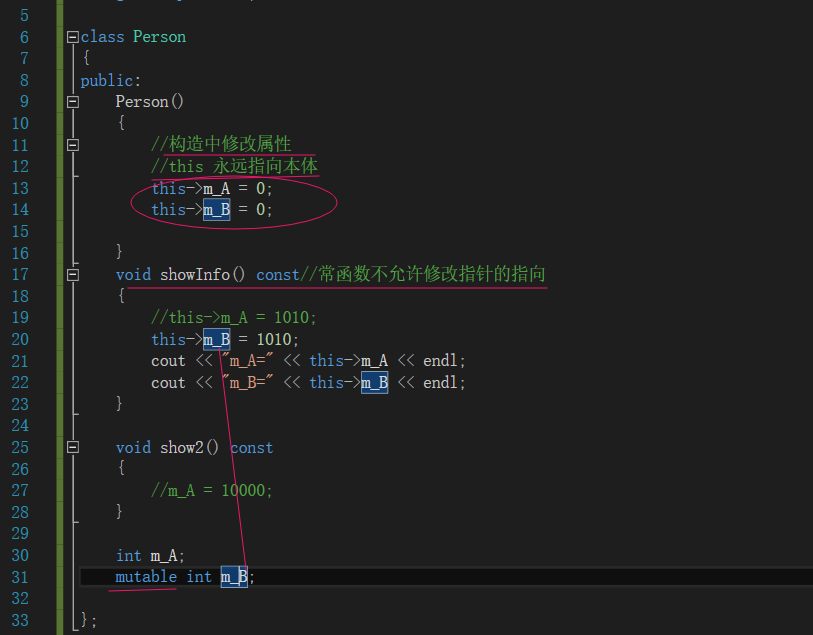 5
6 class Person
7 {
8 public:
9 Person()
10 {
11 //构造中修改属性
12 //this 永远指向本体
13 this->m_A = 0;
14 this->m_B = 0;
15
16 }
17 void showInfo() const//常函数不允许修改指针的指向
18 {
19 //this->m_A = 1010;
20 this->m_B = 1010;
21 cout << "m_A=" << this->m_A << endl;
22 cout << "m_B=" << this->m_B << endl;
23 }
24
25 void show2() const
26 {
27 //m_A = 10000;
28 }
29
30 int m_A;
31 mutable int m_B;
32
33 };